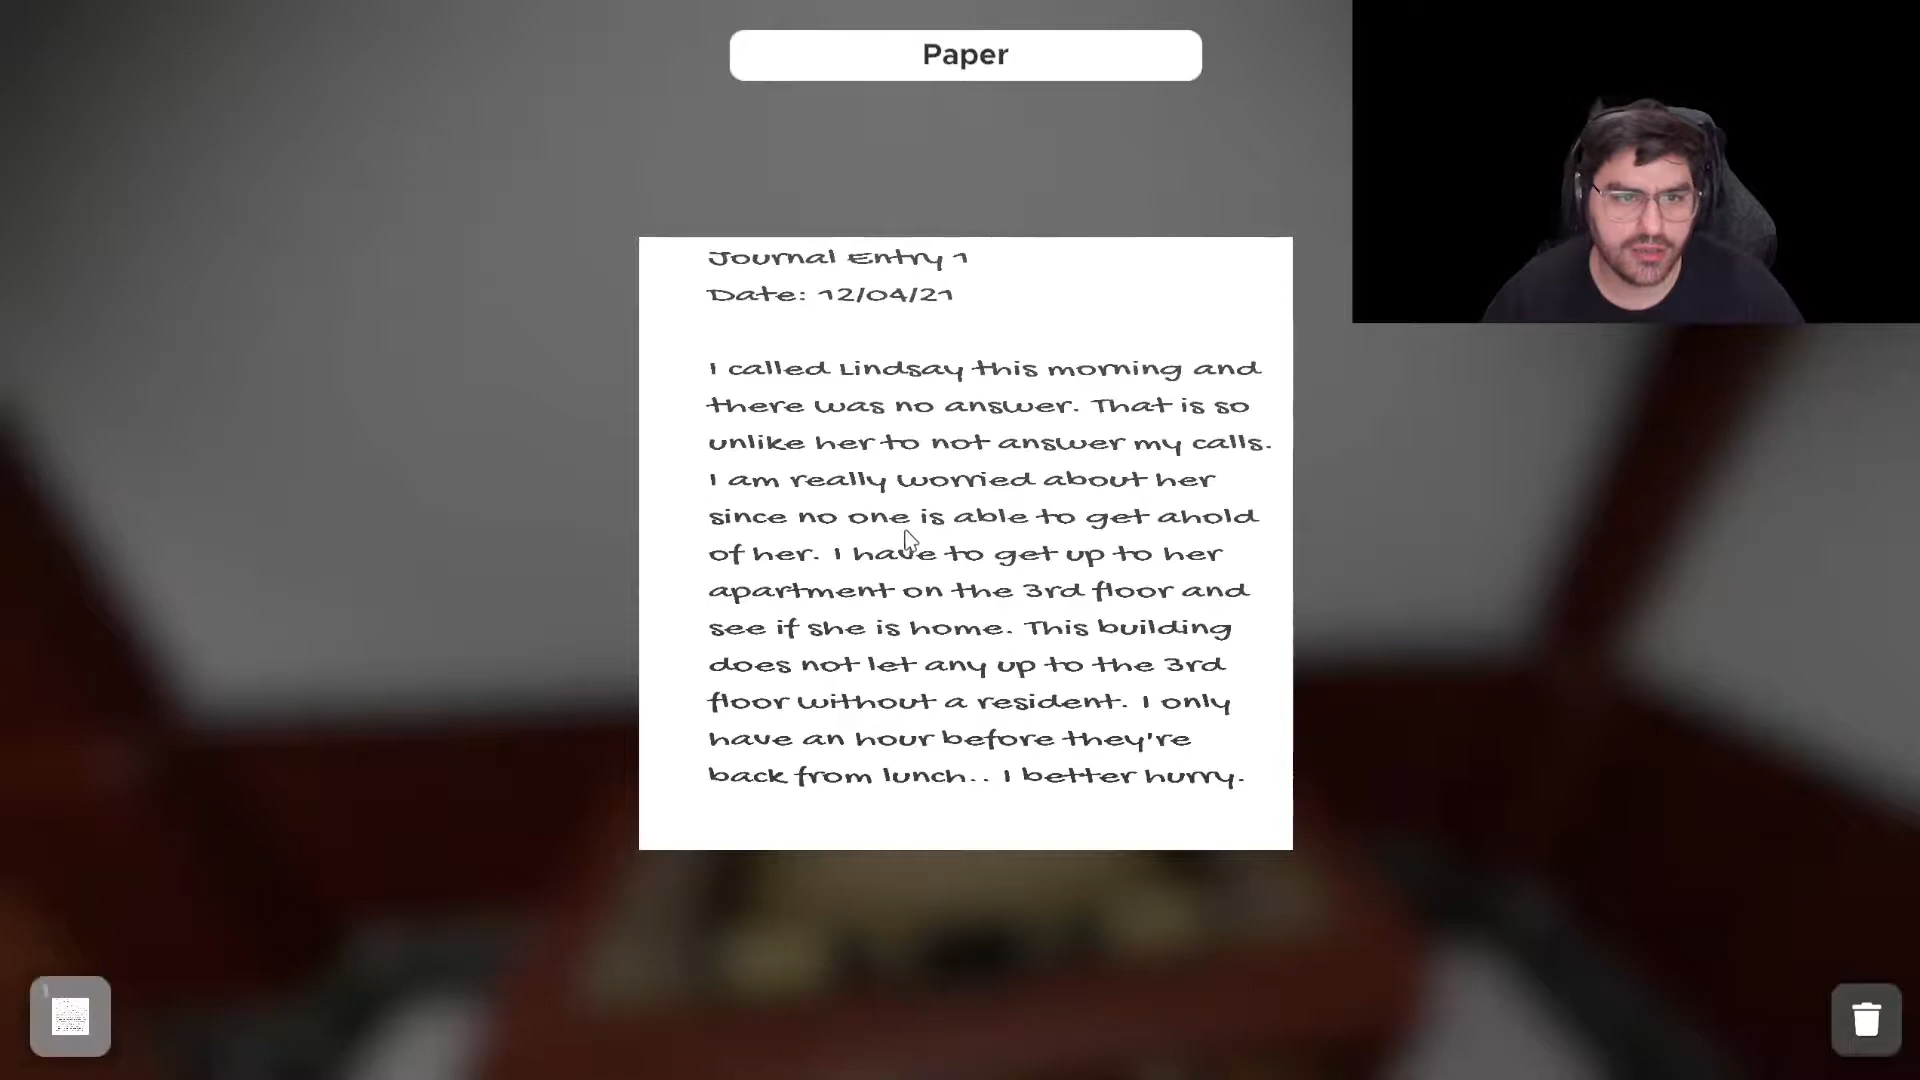 Paper
Journal Entry 1
Date: 12/04/21
I called Lindsay this morning and
there was no answer. That is so
unlike her to not answer my calls.
I am really worried about her
since no one is able to get ahold
of her. I have to get up to her
apartment on the 3rd floor and
see if she is home. This building
does not let any up to the 3rd
floor without a resident. I only
have an hour before they're
back from lunch.. I better hurry.
1